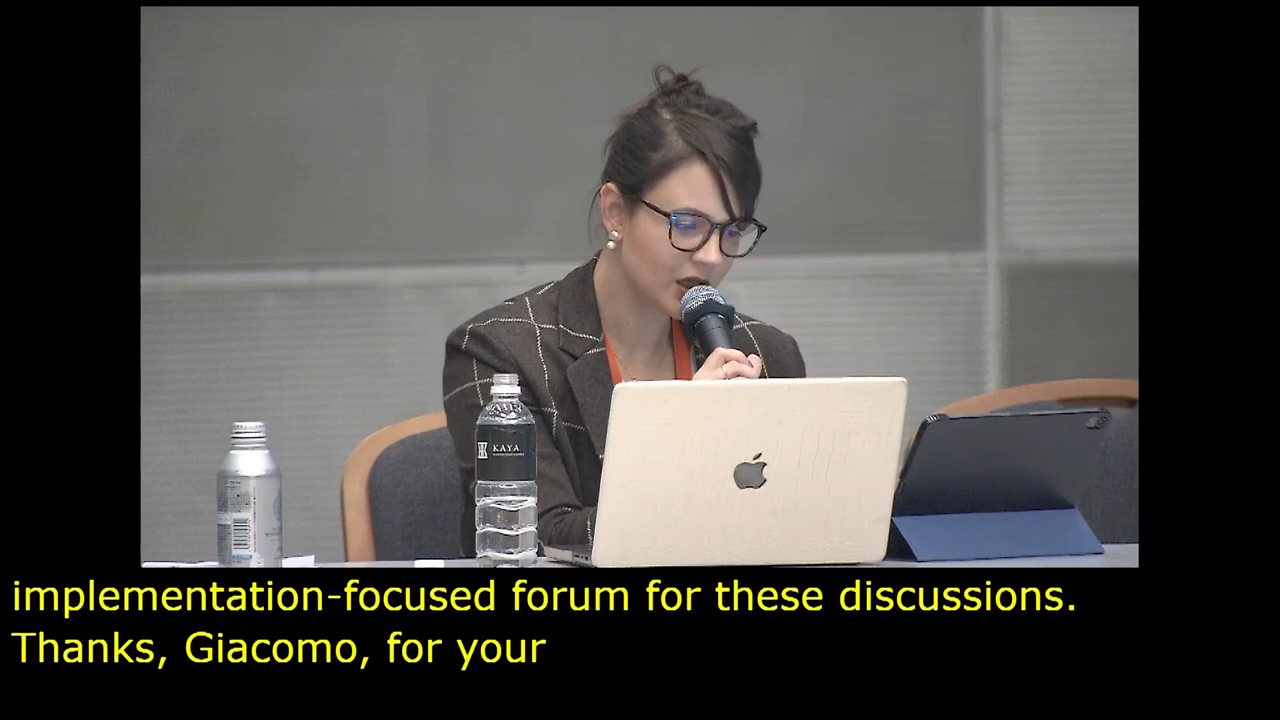 KAYA
implementation-focused forum for these discussions.
Thanks, Giacomo, for your